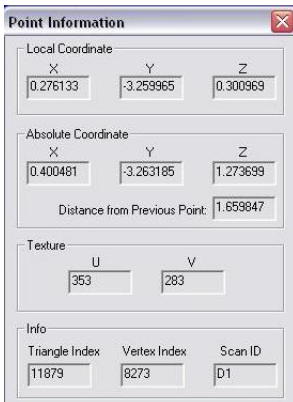 Point Information
Local Coordinate
X Y Z
0.276133 -3.259965 0.300969
Absolute Coordinate
X Y Z
0.400481 -3.263185 1.273699
Distance from Previous Point: 1.659847
Texture
U V
353 283
Info
Triangle Index Vertex Index Scan ID
11879 8273 D1